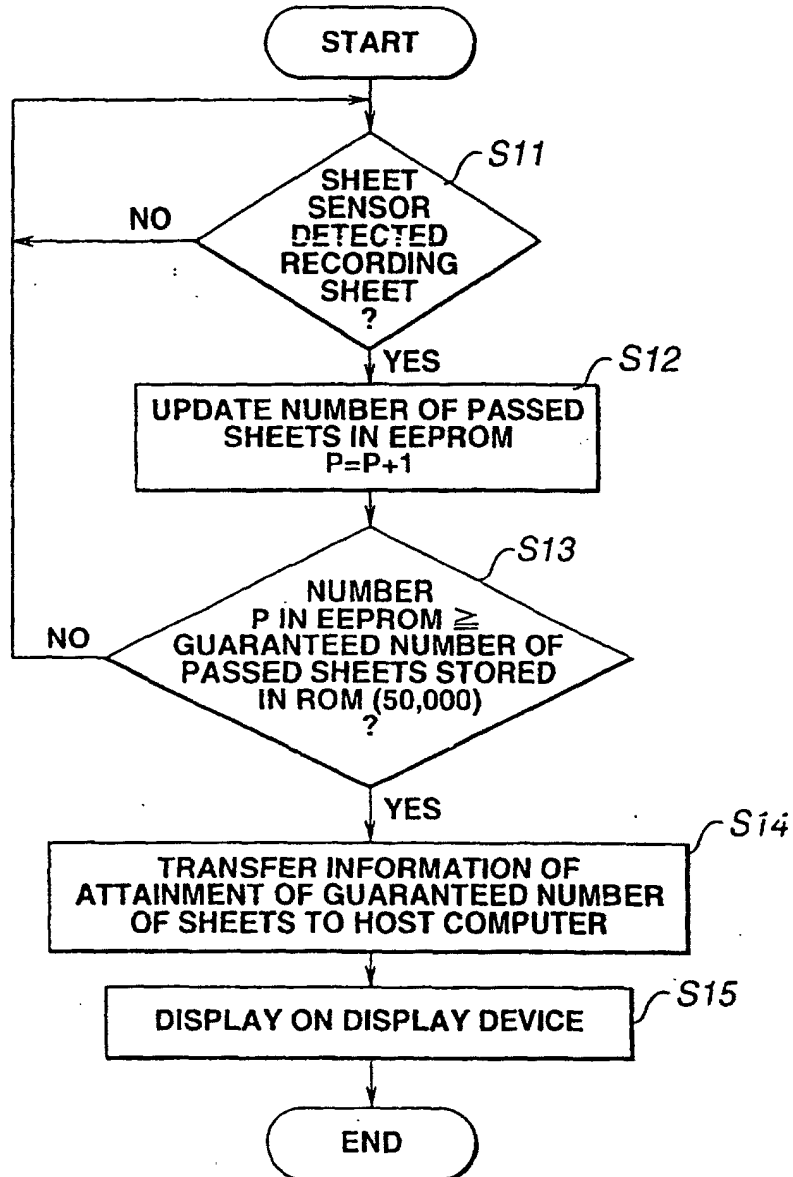 START
S11
SHEET
SENSOR
DETECTED
RECORDING
SHEET
?
NO
YES
S12
UPDATE NUMBER OF PASSED
SHEETS IN EEPROM
P=P+1
S13
NUMBER
P IN EEPROM ≧
GUARANTEED NUMBER OF
PASSED SHEETS STORED
IN ROM (50,000)
?
NO
YES
S14
TRANSFER INFORMATION OF
ATTAINMENT OF GUARANTEED NUMBER
OF SHEETS TO HOST COMPUTER
S15
DISPLAY ON DISPLAY DEVICE
END